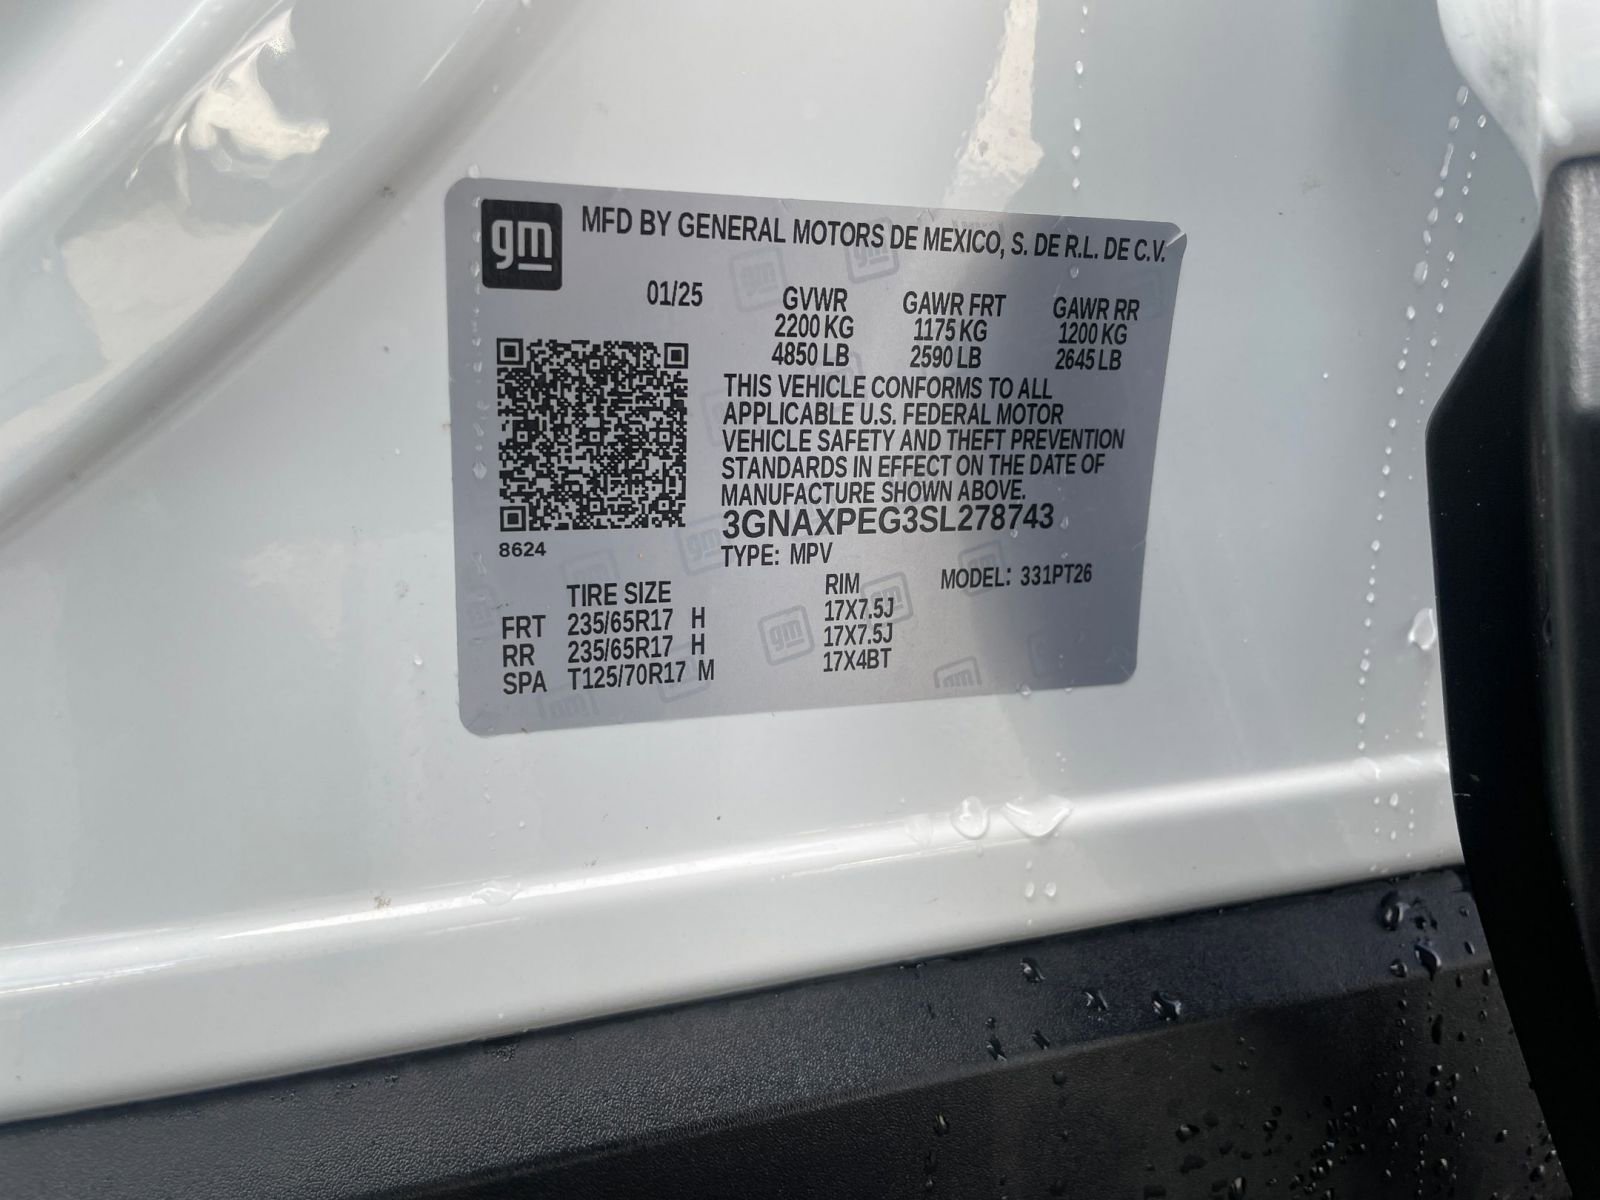 gm MFD BY GENERAL MOTORS DE MEXICO, S. DE R.L. DE C.V.
01/25
GVWR GAWR FRT GAWR RR
2200 KG 1175 KG 1200 KG
4850 LB 2590 LB 2645 LB
THIS VEHICLE CONFORMS TO ALL
APPLICABLE U.S. FEDERAL MOTOR
VEHICLE SAFETY AND THEFT PREVENTION
STANDARDS IN EFFECT ON THE DATE OF
MANUFACTURE SHOWN ABOVE.
3GNAXPEG3SL278743
8624
TYPE: MPV
TIRE SIZE RIM MODEL: 331PT26
FRT 235/65R17 H 17X7.5J
RR 235/65R17 H 17X7.5J
SPA T125/70R17 M 17X4BT